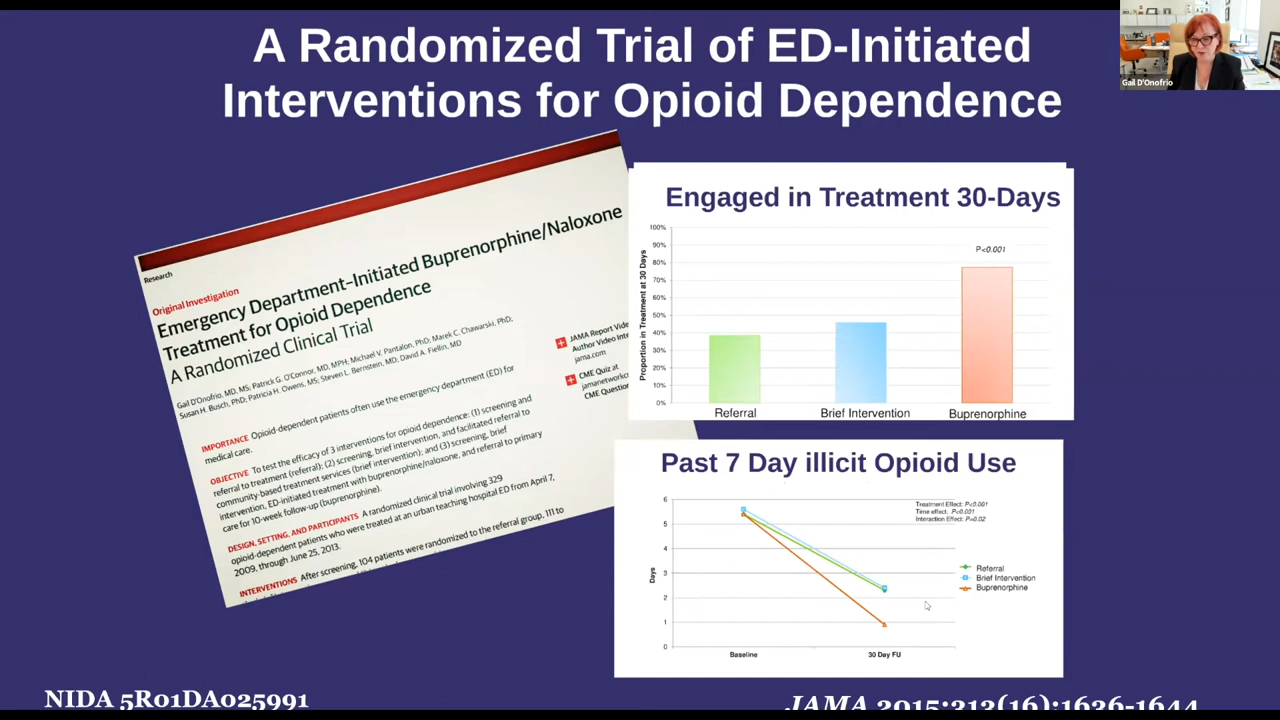 A Randomized Trial of ED-Initiated
Interventions for Opioid Dependence
Gail D'Onofrio
Research
Original Investigation
Emergency Department–Initiated Buprenorphine/Naloxone
Treatment for Opioid Dependence
A Randomized Clinical Trial
Gail D'Onofrio, MD, MS; Patrick G. O'Connor, MD, MPH; Michael V. Pantalon, PhD; Marek C. Chawarski, PhD;
Susan H. Busch, PhD; Patricia H. Owens, MS; Steven L. Bernstein, MD; David A. Fiellin, MD
JAMA Report Vide
Author Video Int
jama.com
CME Quiz at
jamanetworkc
CME Question
IMPORTANCE Opioid-dependent patients often use the emergency department (ED) for
medical care.
OBJECTIVE To test the efficacy of 3 interventions for opioid dependence: (1) screening and
referral to treatment (referral); (2) screening, brief intervention, and facilitated referral to
community-based treatment services (brief intervention); and (3) screening, brief
intervention, ED-initiated treatment with buprenorphine/naloxone, and referral to primary
care for 10-week follow-up (buprenorphine).
DESIGN, SETTING, AND PARTICIPANTS A randomized clinical trial involving 329
opioid-dependent patients who were treated at an urban teaching hospital ED from April 7,
2009, through June 25, 2013.
INTERVENTIONS After screening, 104 patients were randomized to the referral group, 111 to
Engaged in Treatment 30-Days
Proportion in Treatment at 30 Days
100%
90%
80%
70%
60%
50%
40%
30%
20%
10%
0%
P<0.001
Referral
Brief Intervention
Buprenorphine
Past 7 Day illicit Opioid Use
Treatment Effect: P<0.001
Time effect: P<0.001
Interaction Effect: P=0.02
Days
6
5
4
3
2
1
0
Baseline
30 Day FU
Referral
Brief Intervention
Buprenorphine
NIDA 5R01DA025991
JAMA 2015;313(16):1636-1644